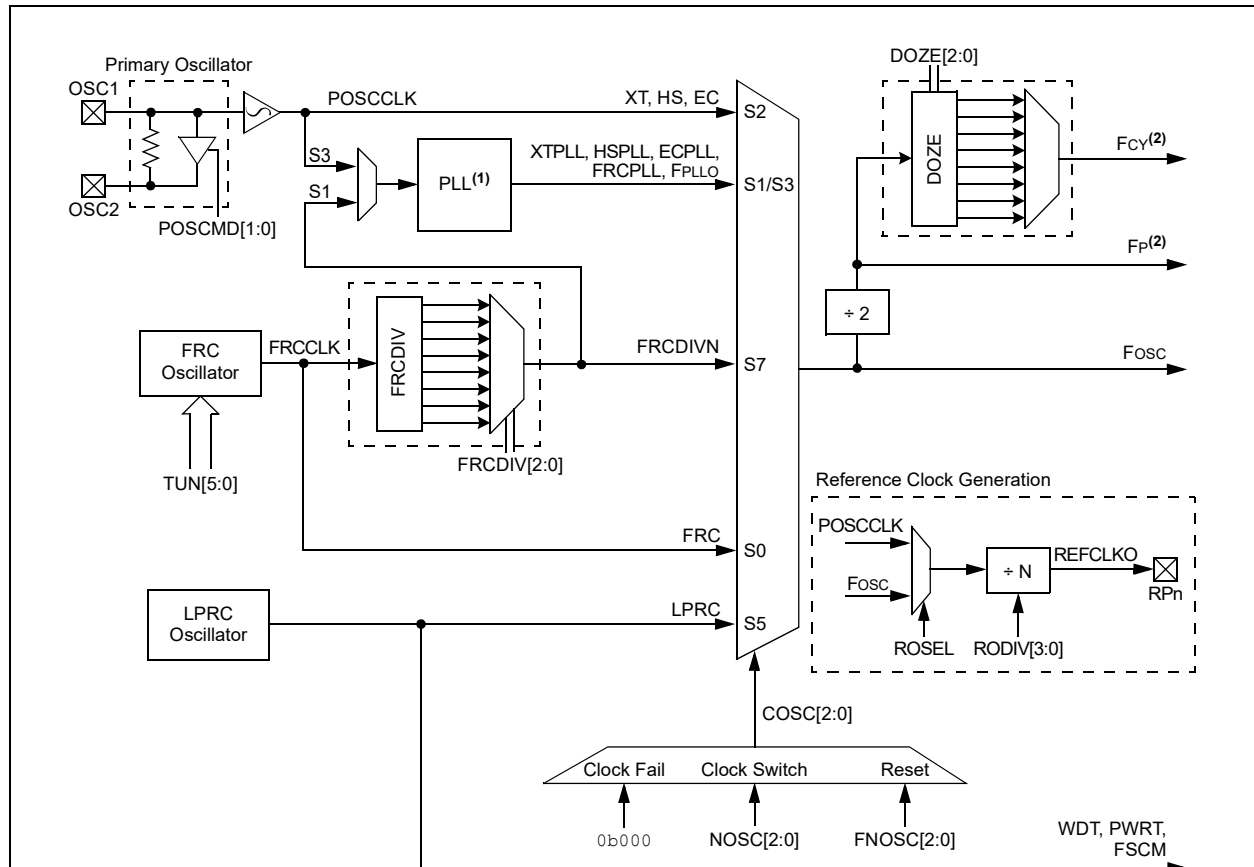 Primary Oscillator
OSC1
OSC2
POSCMD[1:0]
POSCCLK
XT, HS, EC
S2
S3
S1
PLL(1)
XTPLL, HSPLL, ECPLL,
FRCPLL, FPLLO
S1/S3
DOZE[2:0]
DOZE
FCY(2)
FP(2)
÷ 2
FOSC
FRC
Oscillator
FRCCLK
TUN[5:0]
FRCDIV
FRCDIV[2:0]
FRCDIVN
S7
FRC
S0
LPRC
Oscillator
LPRC
S5
Reference Clock Generation
POSCCLK
FOSC
ROSEL
÷ N
RODIV[3:0]
REFCLKO
RPn
COSC[2:0]
Clock Fail
Clock Switch
Reset
0b000
NOSC[2:0]
FNOSC[2:0]
WDT, PWRT,
FSCM